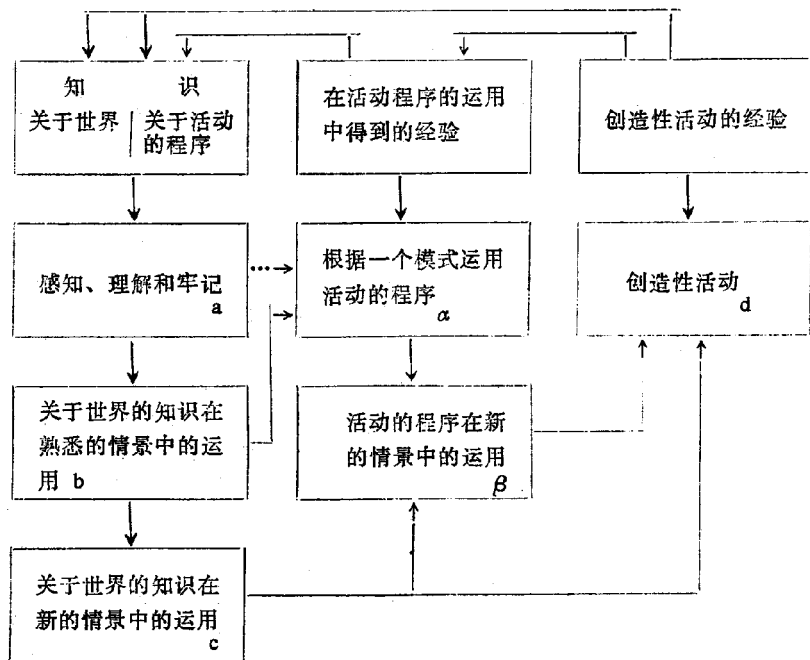 知 识
关于世界 关于活动
的程序
在活动程序的运用
中得到的经验
创造性活动的经验
感知、理解和牢记
a
根据一个模式运用
活动的程序
α
创造性活动
d
关于世界的知识在
熟悉的情景中的运
用 b
活动的程序在新
的情景中的运用
β
关于世界的知识在
新的情景中的运用
c